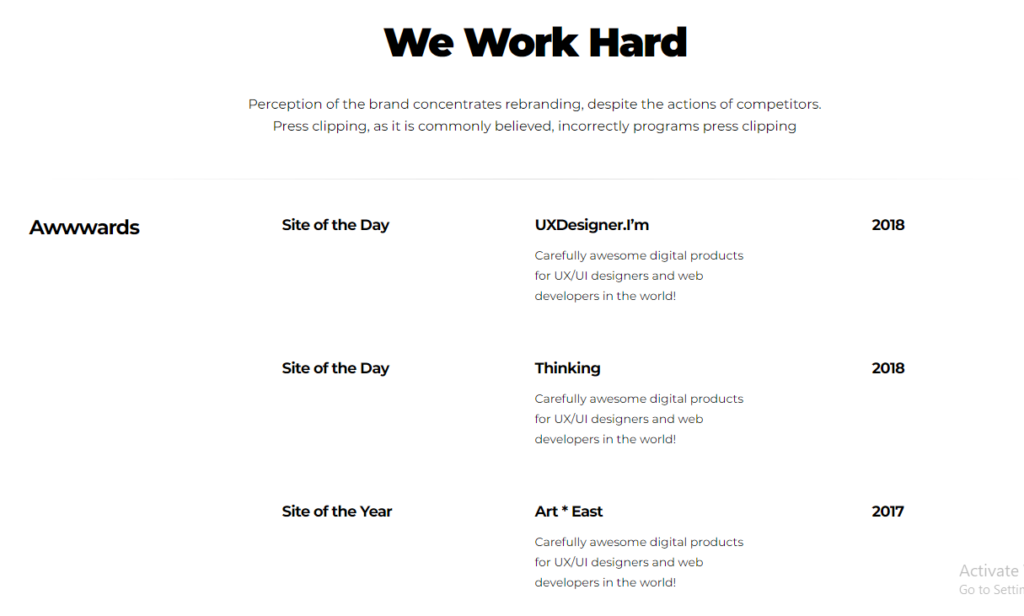 We Work Hard
Perception of the brand concentrates rebranding, despite the actions of competitors.
Press clipping, as it is commonly believed, incorrectly programs press clipping
Awwwards
Site of the Day
UXDesigner.I’m
2018
Carefully awesome digital products
for UX/UI designers and web
developers in the world!
Site of the Day
Thinking
2018
Carefully awesome digital products
for UX/UI designers and web
developers in the world!
Site of the Year
Art * East
2017
Carefully awesome digital products
for UX/UI designers and web
developers in the world!
Activate
Go to